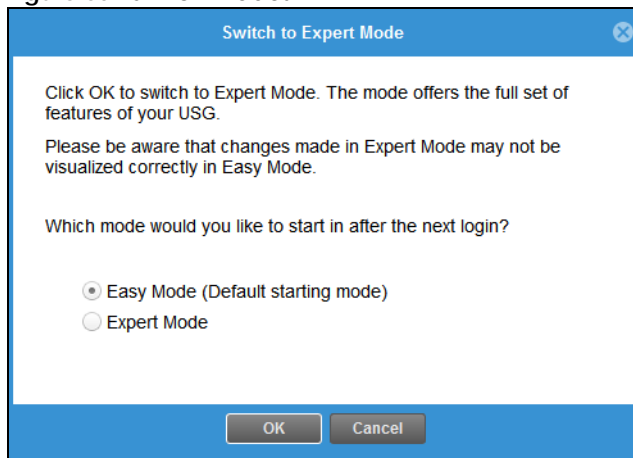 Switch to Expert Mode
Click OK to switch to Expert Mode. The mode offers the full set of
features of your USG.
Please be aware that changes made in Expert Mode may not be
visualized correctly in Easy Mode.
Which mode would you like to start in after the next login?
Easy Mode (Default starting mode)
Expert Mode
OK Cancel